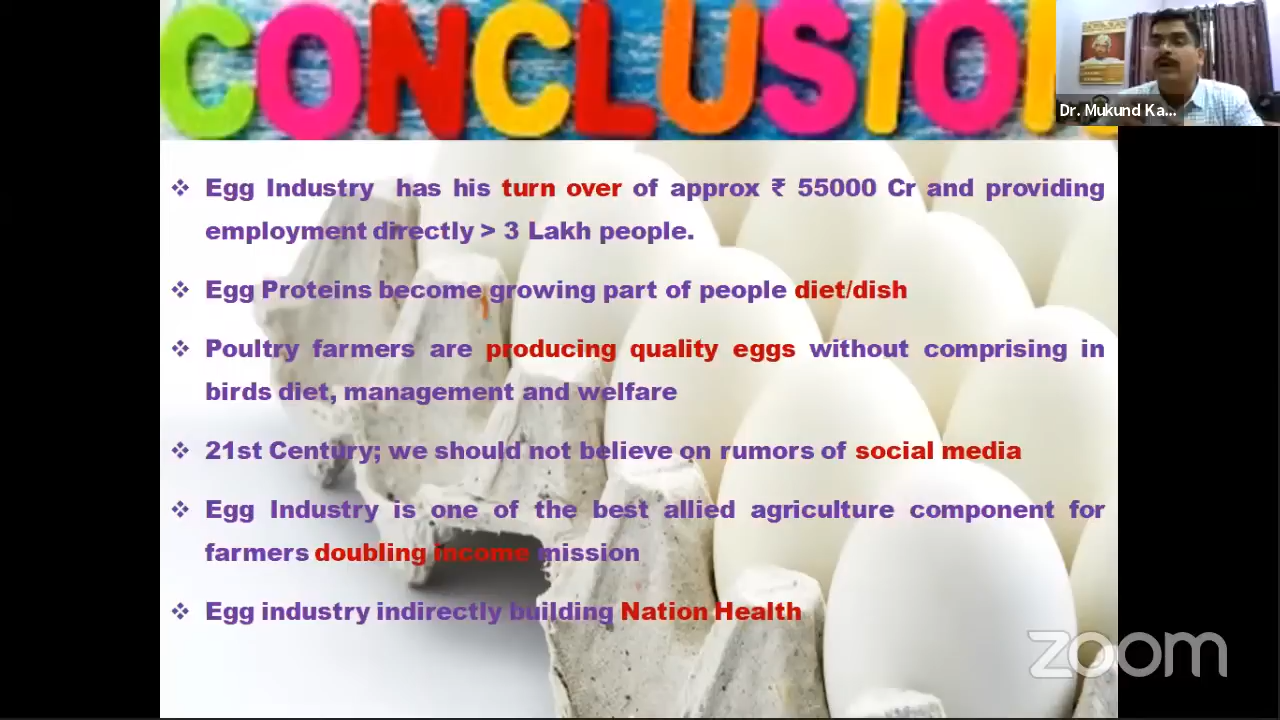 CONCLUSION
Dr. Mukund Ka...
❖ Egg Industry has his turn over of approx ₹ 55000 Cr and providing
employment directly > 3 Lakh people.
❖ Egg Proteins become growing part of people diet/dish
❖ Poultry farmers are producing quality eggs without comprising in
birds diet, management and welfare
❖ 21st Century; we should not believe on rumors of social media
❖ Egg Industry is one of the best allied agriculture component for
farmers doubling income mission
❖ Egg industry indirectly building Nation Health
zoom